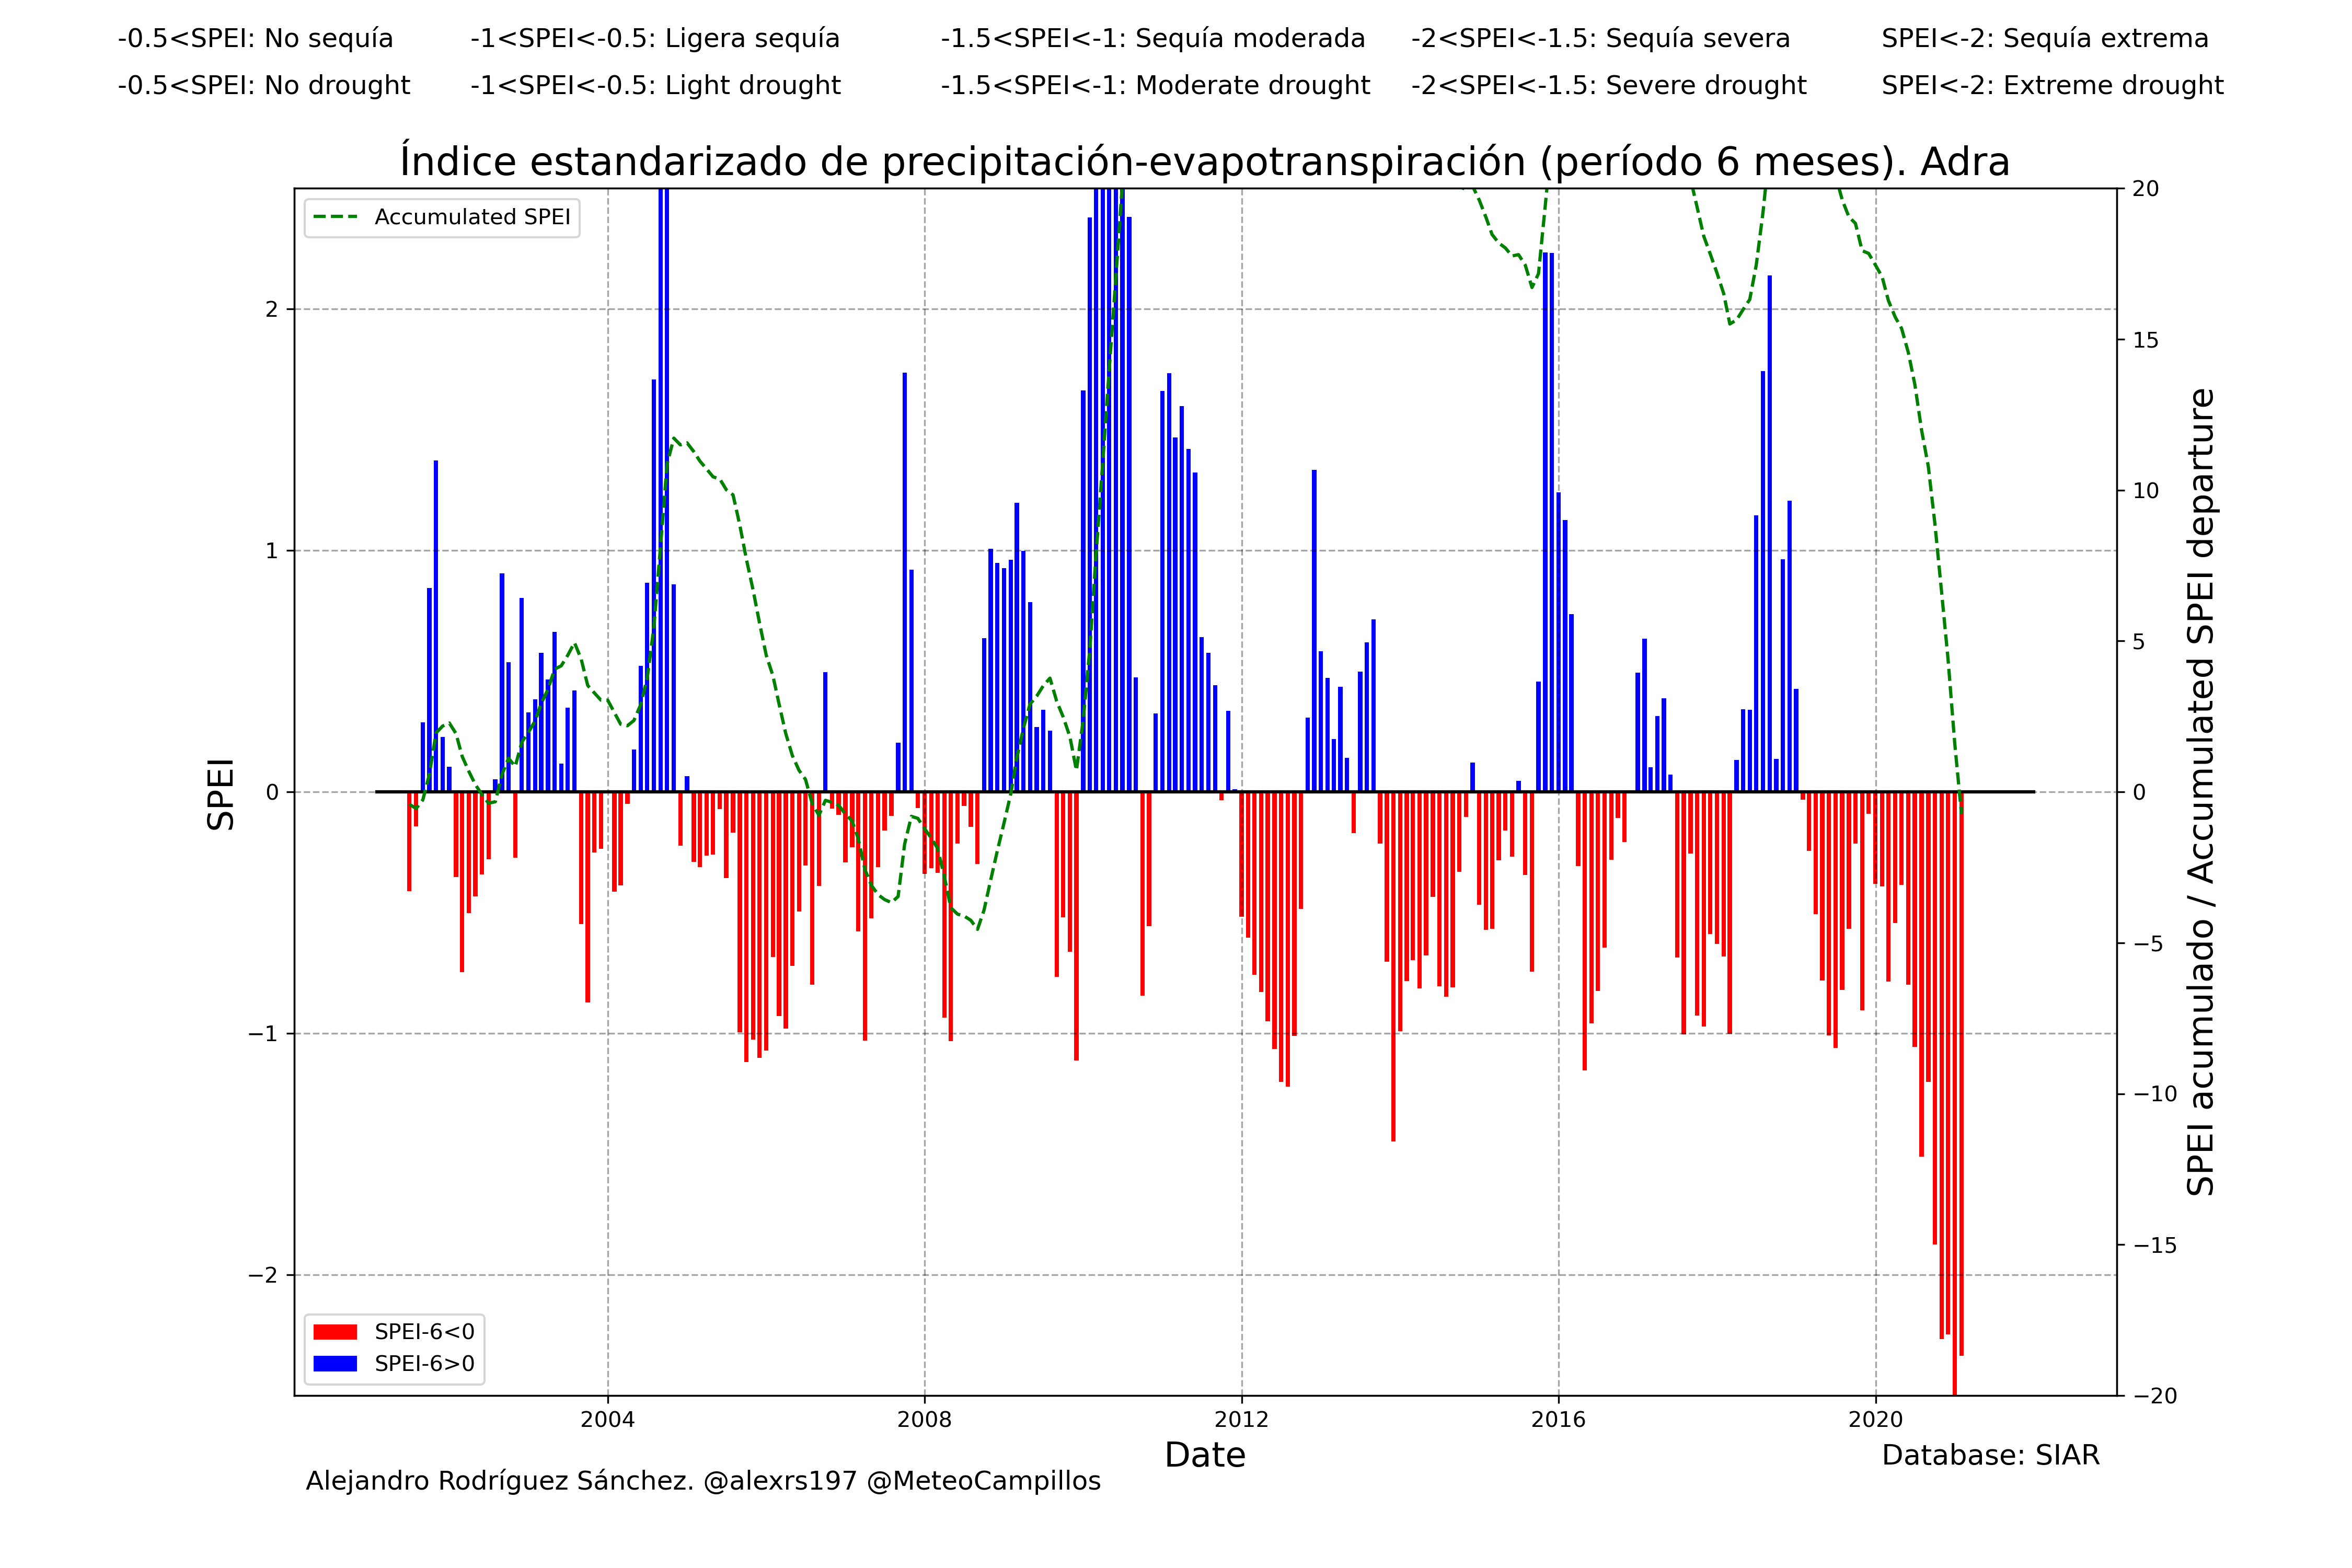 -0.5<SPEI: No sequía -1<SPEI<-0.5: Ligera sequía -1.5<SPEI<-1: Sequía moderada -2<SPEI<-1.5: Sequía severa SPEI<-2: Sequía extrema
-0.5<SPEI: No drought -1<SPEI<-0.5: Light drought -1.5<SPEI<-1: Moderate drought -2<SPEI<-1.5: Severe drought SPEI<-2: Extreme drought
Índice estandarizado de precipitación-evapotranspiración (período 6 meses). Adra
Accumulated SPEI
SPEI
2
1
0
−1
−2
20
15
10
5
0
−5
−10
−15
−20
SPEI acumulado / Accumulated SPEI departure
SPEI-6<0
SPEI-6>0
2004 2008 2012 2016 2020
Date
Database: SIAR
Alejandro Rodríguez Sánchez. @alexrs197 @MeteoCampillos